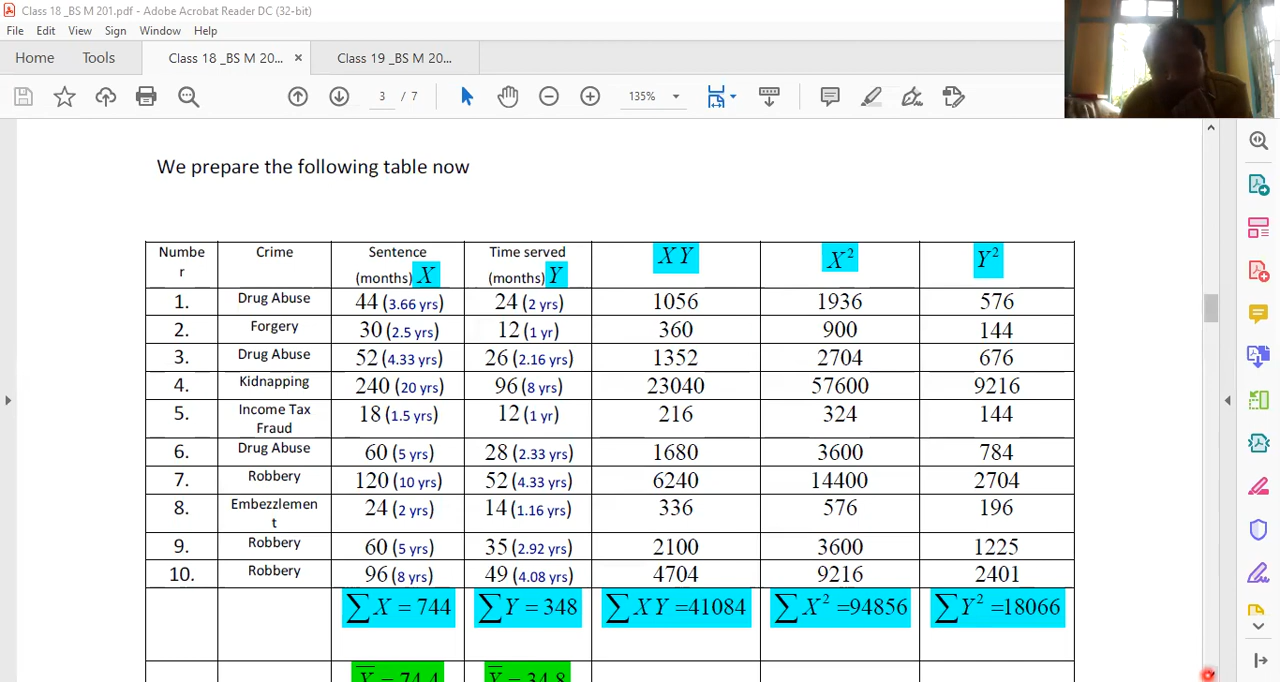 Class 18 _BS M 201.pdf - Adobe Acrobat Reader DC (32-bit)
File Edit View Sign Window Help
Home Tools Class 18 _BS M 20... × Class 19 _BS M 20...
3 / 7 135%
We prepare the following table now
Numbe
r
Crime
Sentence
(months) X
Time served
(months) Y
XY
X²
Y²
1. Drug Abuse 44 (3.66 yrs) 24 (2 yrs) 1056 1936 576
2. Forgery 30 (2.5 yrs) 12 (1 yr) 360 900 144
3. Drug Abuse 52 (4.33 yrs) 26 (2.16 yrs) 1352 2704 676
4. Kidnapping 240 (20 yrs) 96 (8 yrs) 23040 57600 9216
5. Income Tax
Fraud
18 (1.5 yrs) 12 (1 yr) 216 324 144
6. Drug Abuse 60 (5 yrs) 28 (2.33 yrs) 1680 3600 784
7. Robbery 120 (10 yrs) 52 (4.33 yrs) 6240 14400 2704
8. Embezzlemen
t
24 (2 yrs) 14 (1.16 yrs) 336 576 196
9. Robbery 60 (5 yrs) 35 (2.92 yrs) 2100 3600 1225
10. Robbery 96 (8 yrs) 49 (4.08 yrs) 4704 9216 2401
∑X = 744 ∑Y = 348 ∑XY =41084 ∑X² =94856 ∑Y² =18066
X̄ = 74.4 Ȳ = 34.8